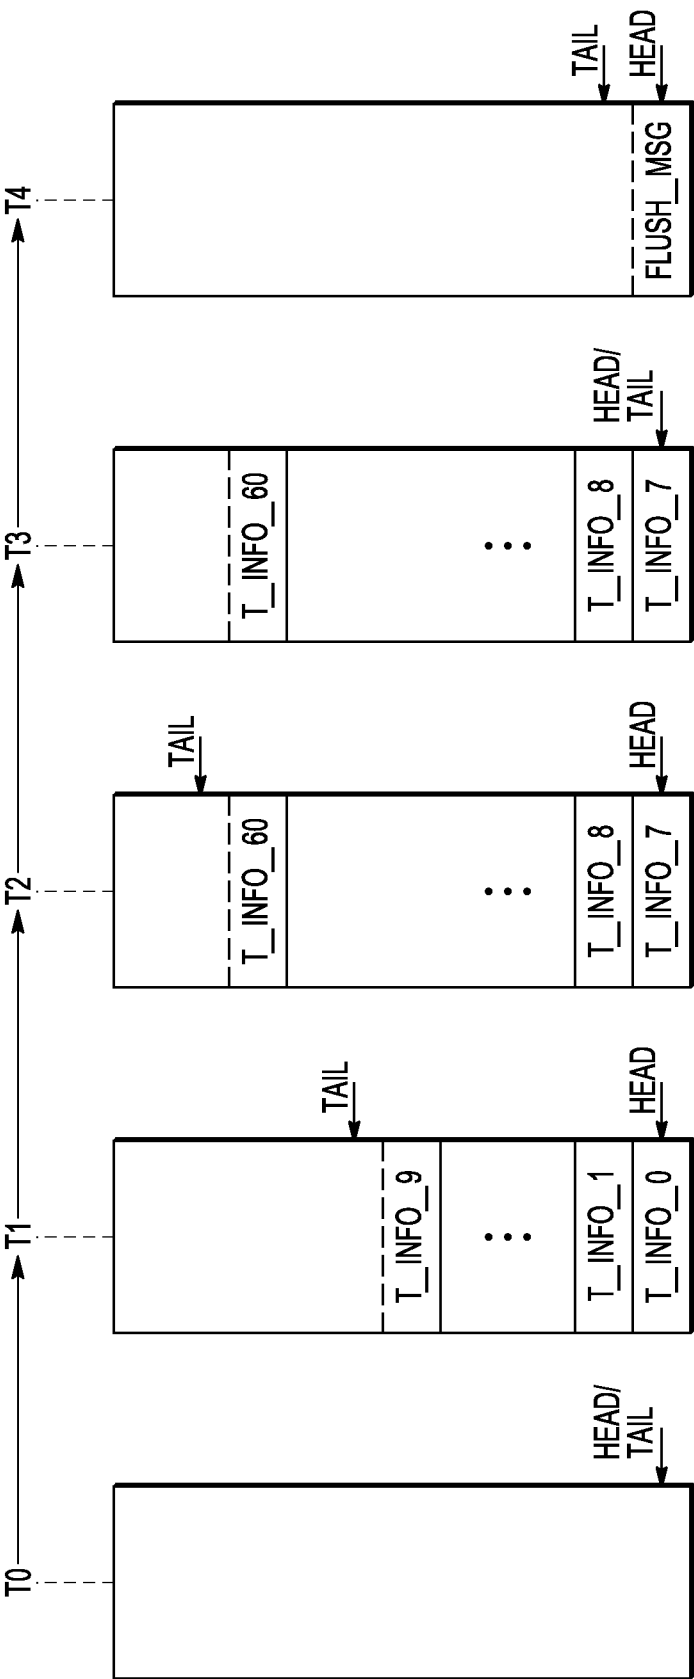 T0
HEAD/
TAIL
T1
TAIL
T_INFO_9
•••
T_INFO_1
T_INFO_0
HEAD
T2
TAIL
T_INFO_60
•••
T_INFO_8
T_INFO_7
HEAD
T3
T_INFO_60
•••
T_INFO_8
T_INFO_7
HEAD/
TAIL
T4
TAIL
FLUSH_MSG
HEAD